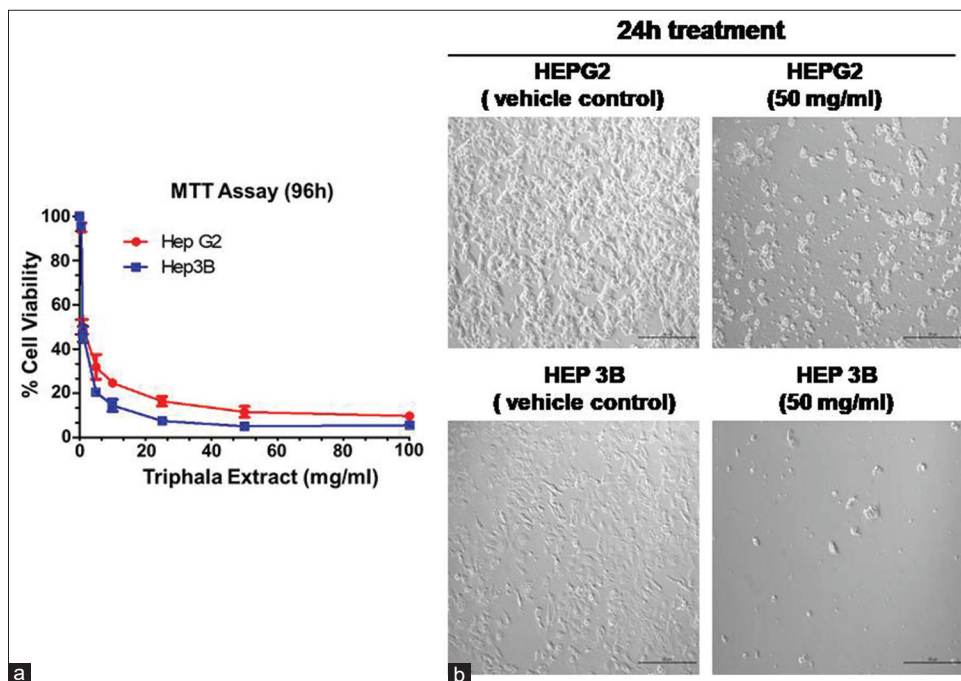 MTT Assay (96h)
Hep G2
Hep3B
% Cell Viability
100
80
60
40
20
0
0
20
40
60
80
100
Triphala Extract (mg/ml)
a
24h treatment
HEPG2
( vehicle control)
HEPG2
(50 mg/ml)
HEP 3B
( vehicle control)
HEP 3B
(50 mg/ml)
b